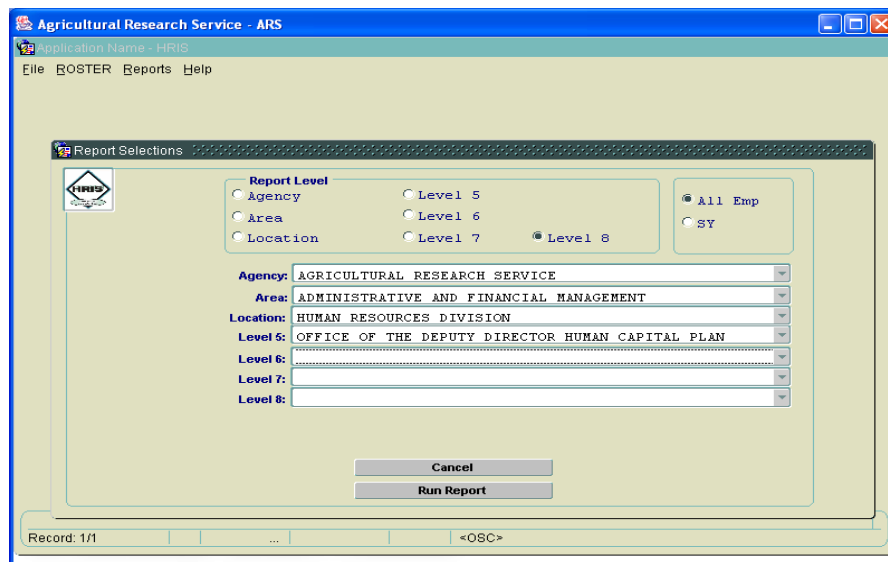 Agricultural Research Service - ARS
Application Name - HRIS
File ROSTER Reports Help
Report Selections
HRIS
Report Level
Agency Level 5
Area Level 6
Location Level 7 Level 8
All Emp
SY
Agency: AGRICULTURAL RESEARCH SERVICE
Area: ADMINISTRATIVE AND FINANCIAL MANAGEMENT
Location: HUMAN RESOURCES DIVISION
Level 5: OFFICE OF THE DEPUTY DIRECTOR HUMAN CAPITAL PLAN
Level 6:
Level 7:
Level 8:
Cancel
Run Report
Record: 1/1 ... <OSC>